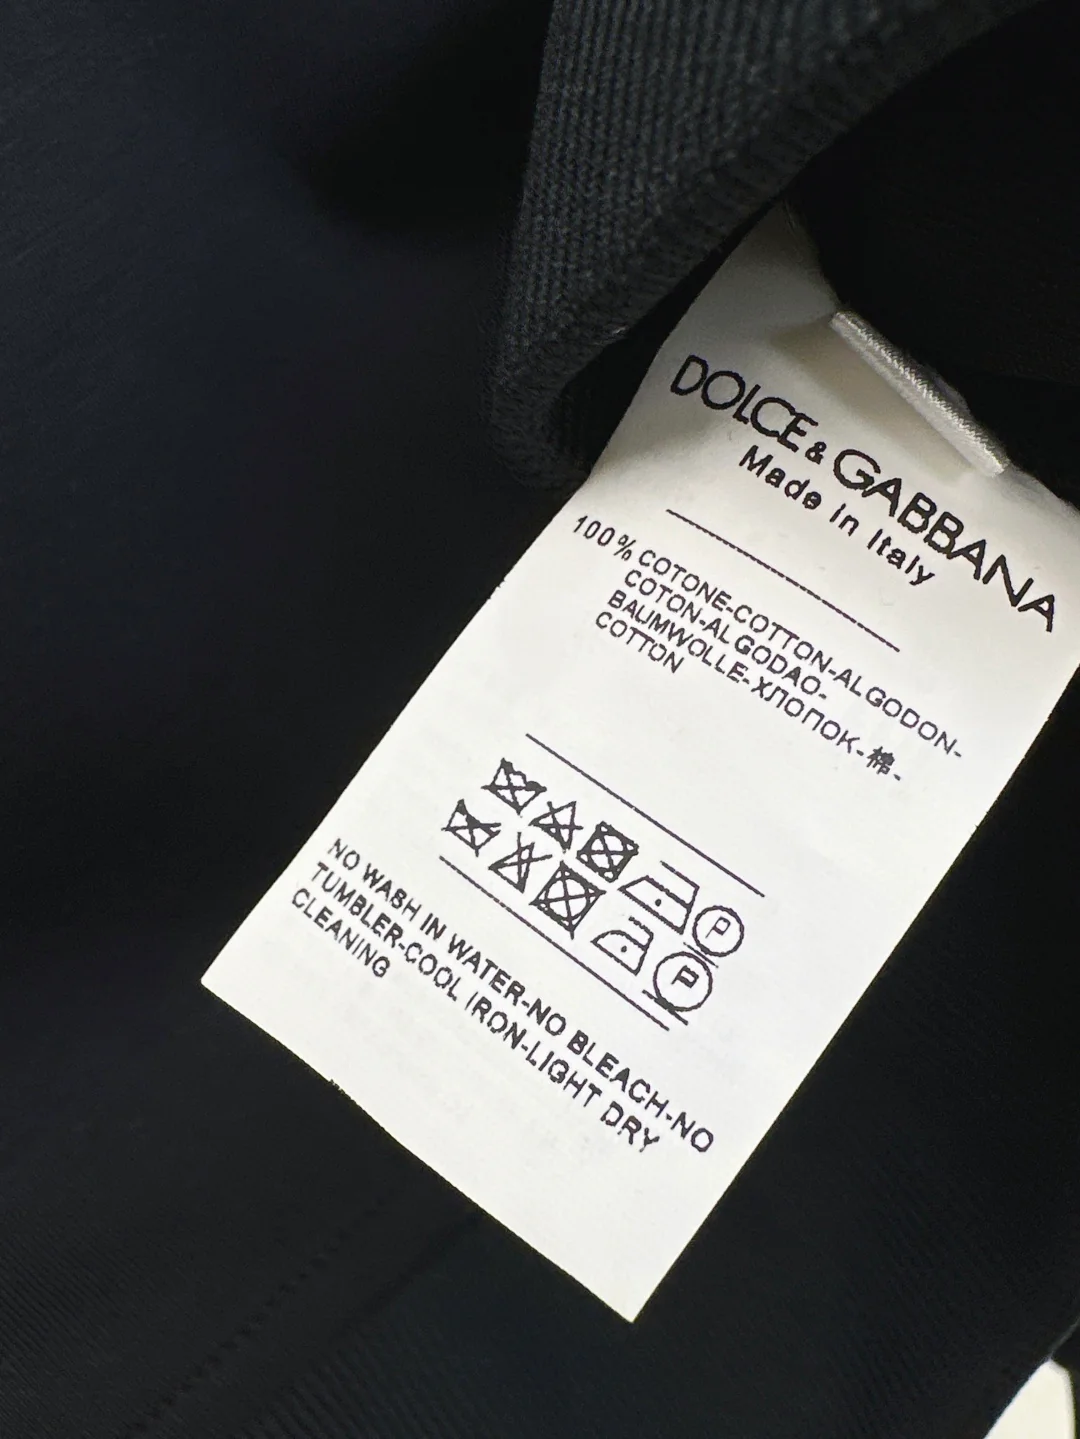 DOLCE & GABBANA
Made in Italy
100% COTONE-COTTON-ALGODON-
COTON-ALGODAO-
BAUMWOLLE-ХЛОПОК-棉-
COTTON
P
P
NO WASH IN WATER-NO BLEACH-NO
TUMBLER-COOL IRON-LIGHT DRY
CLEANING